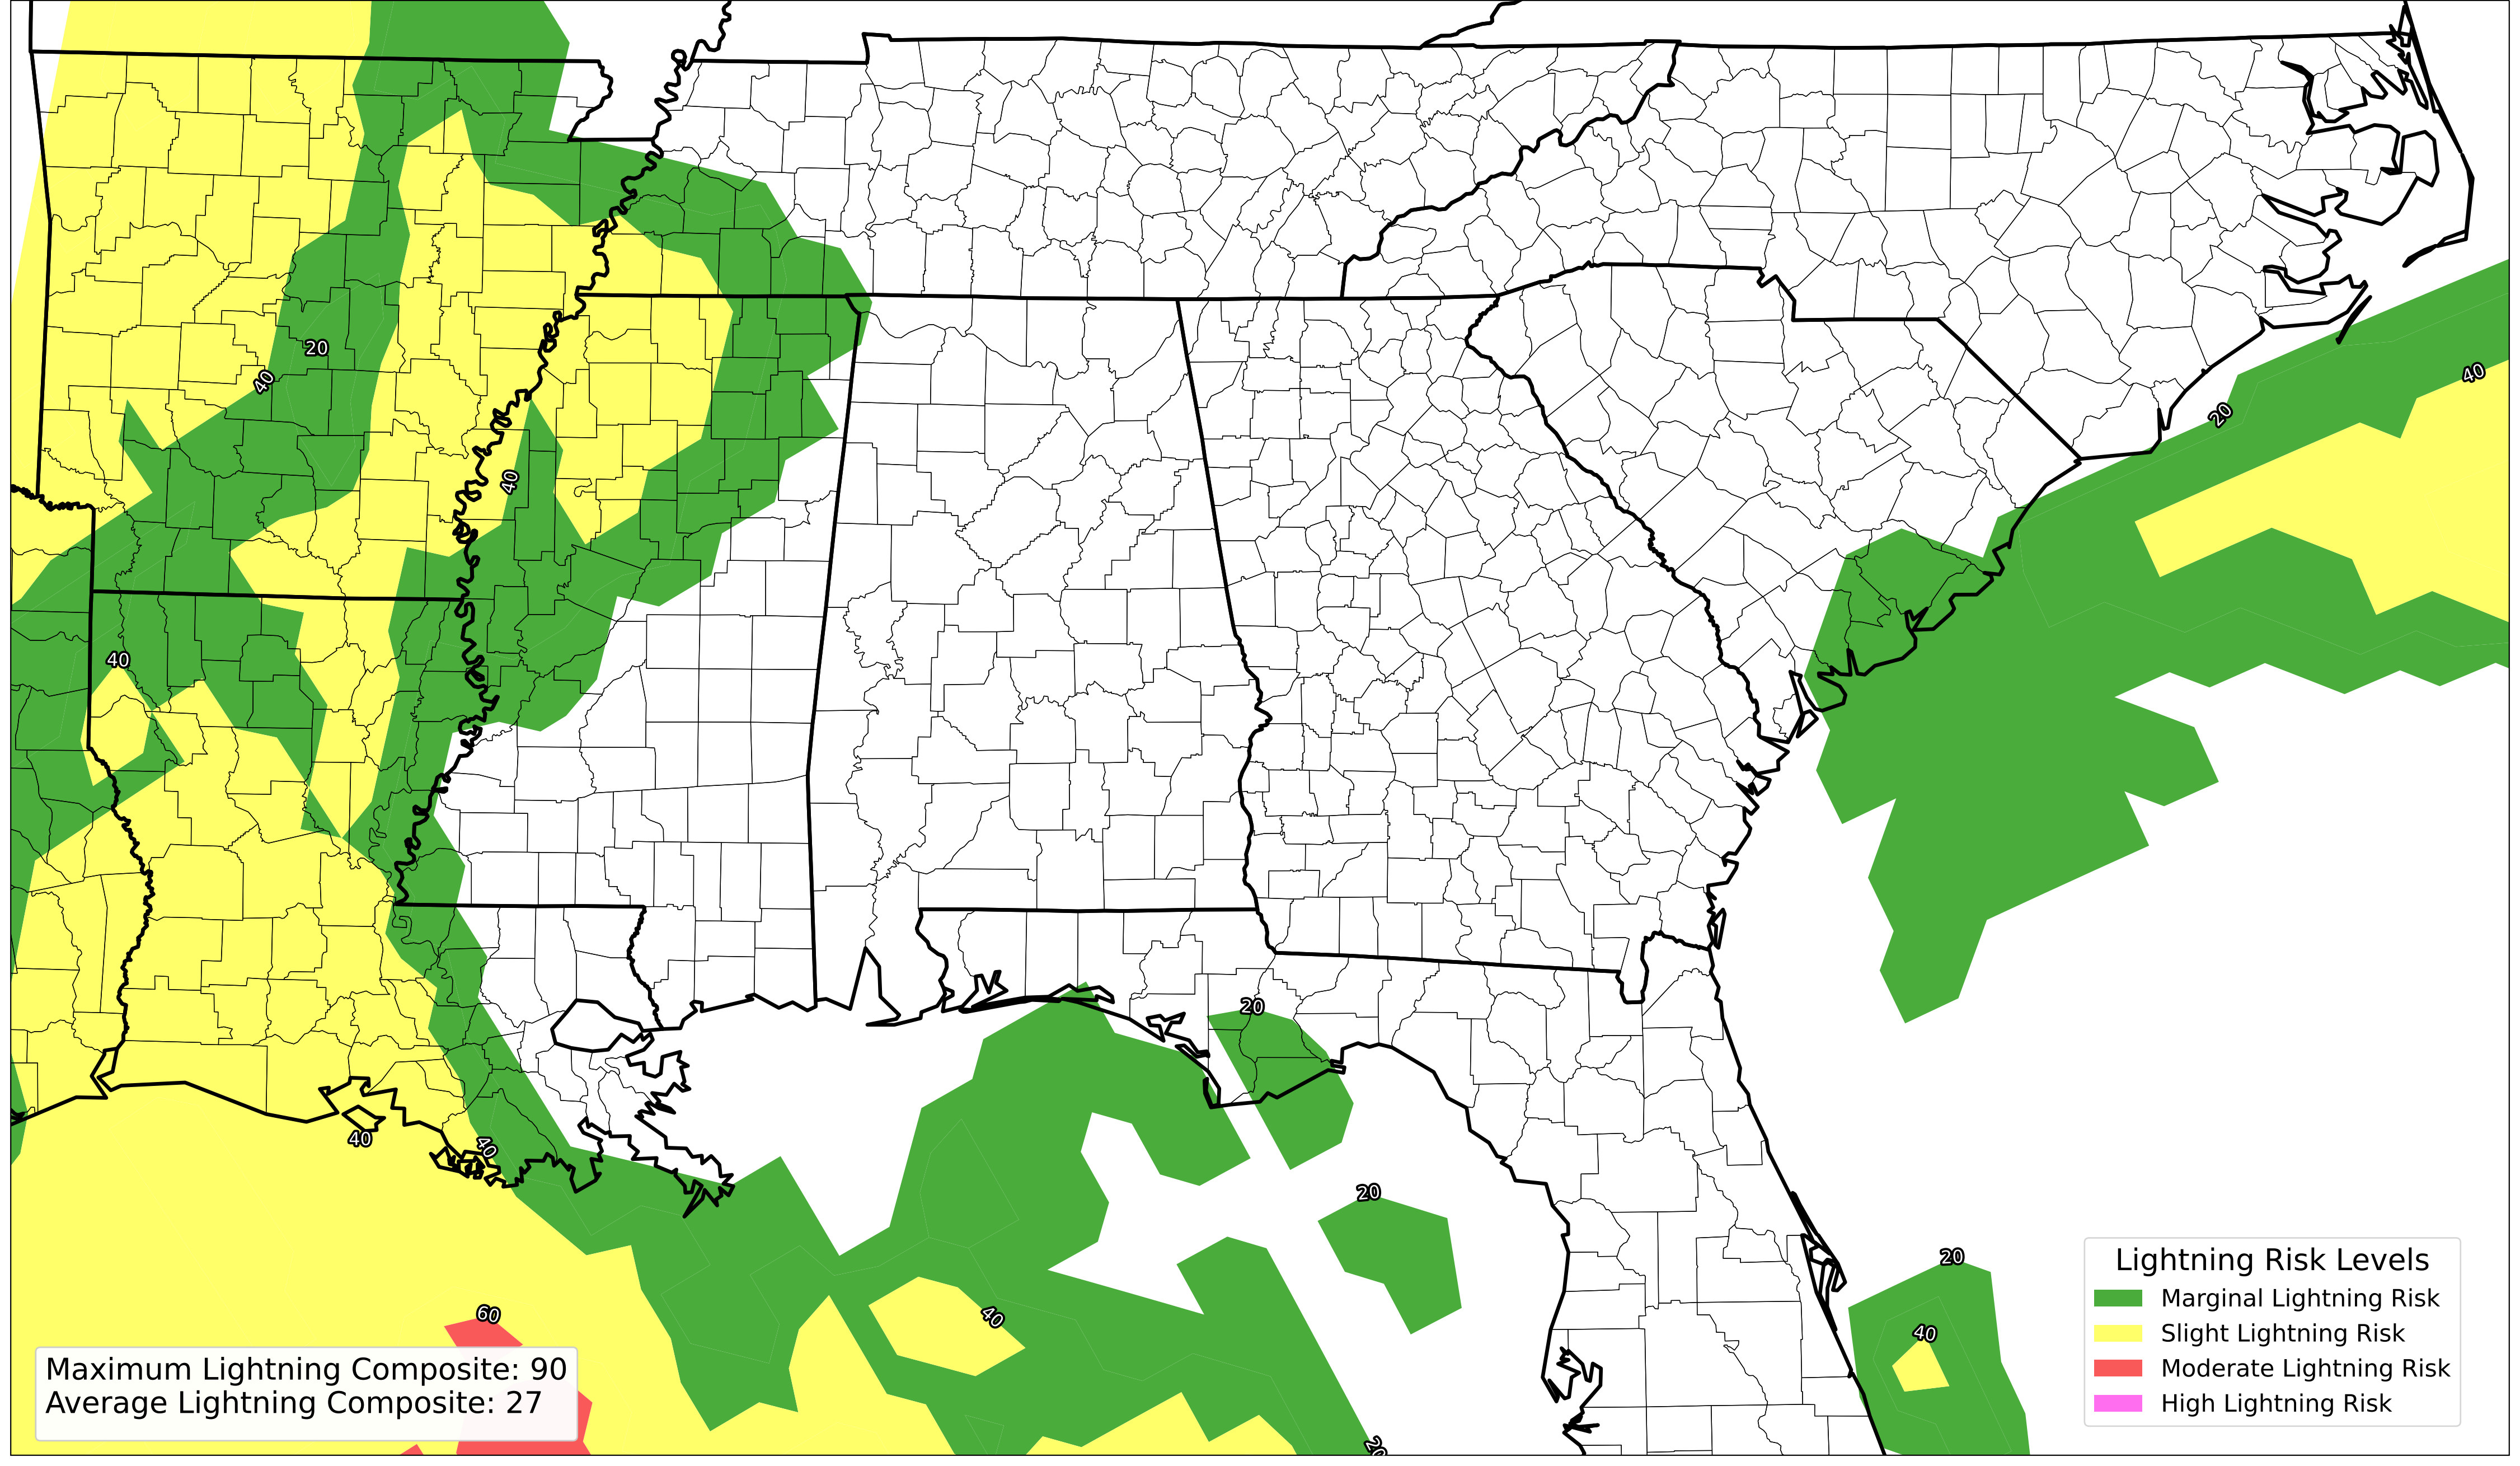 20
40
40
40
40
20
20
20
60
40
20
40
40
40
20
Maximum Lightning Composite: 90
Average Lightning Composite: 27
Lightning Risk Levels
Marginal Lightning Risk
Slight Lightning Risk
Moderate Lightning Risk
High Lightning Risk